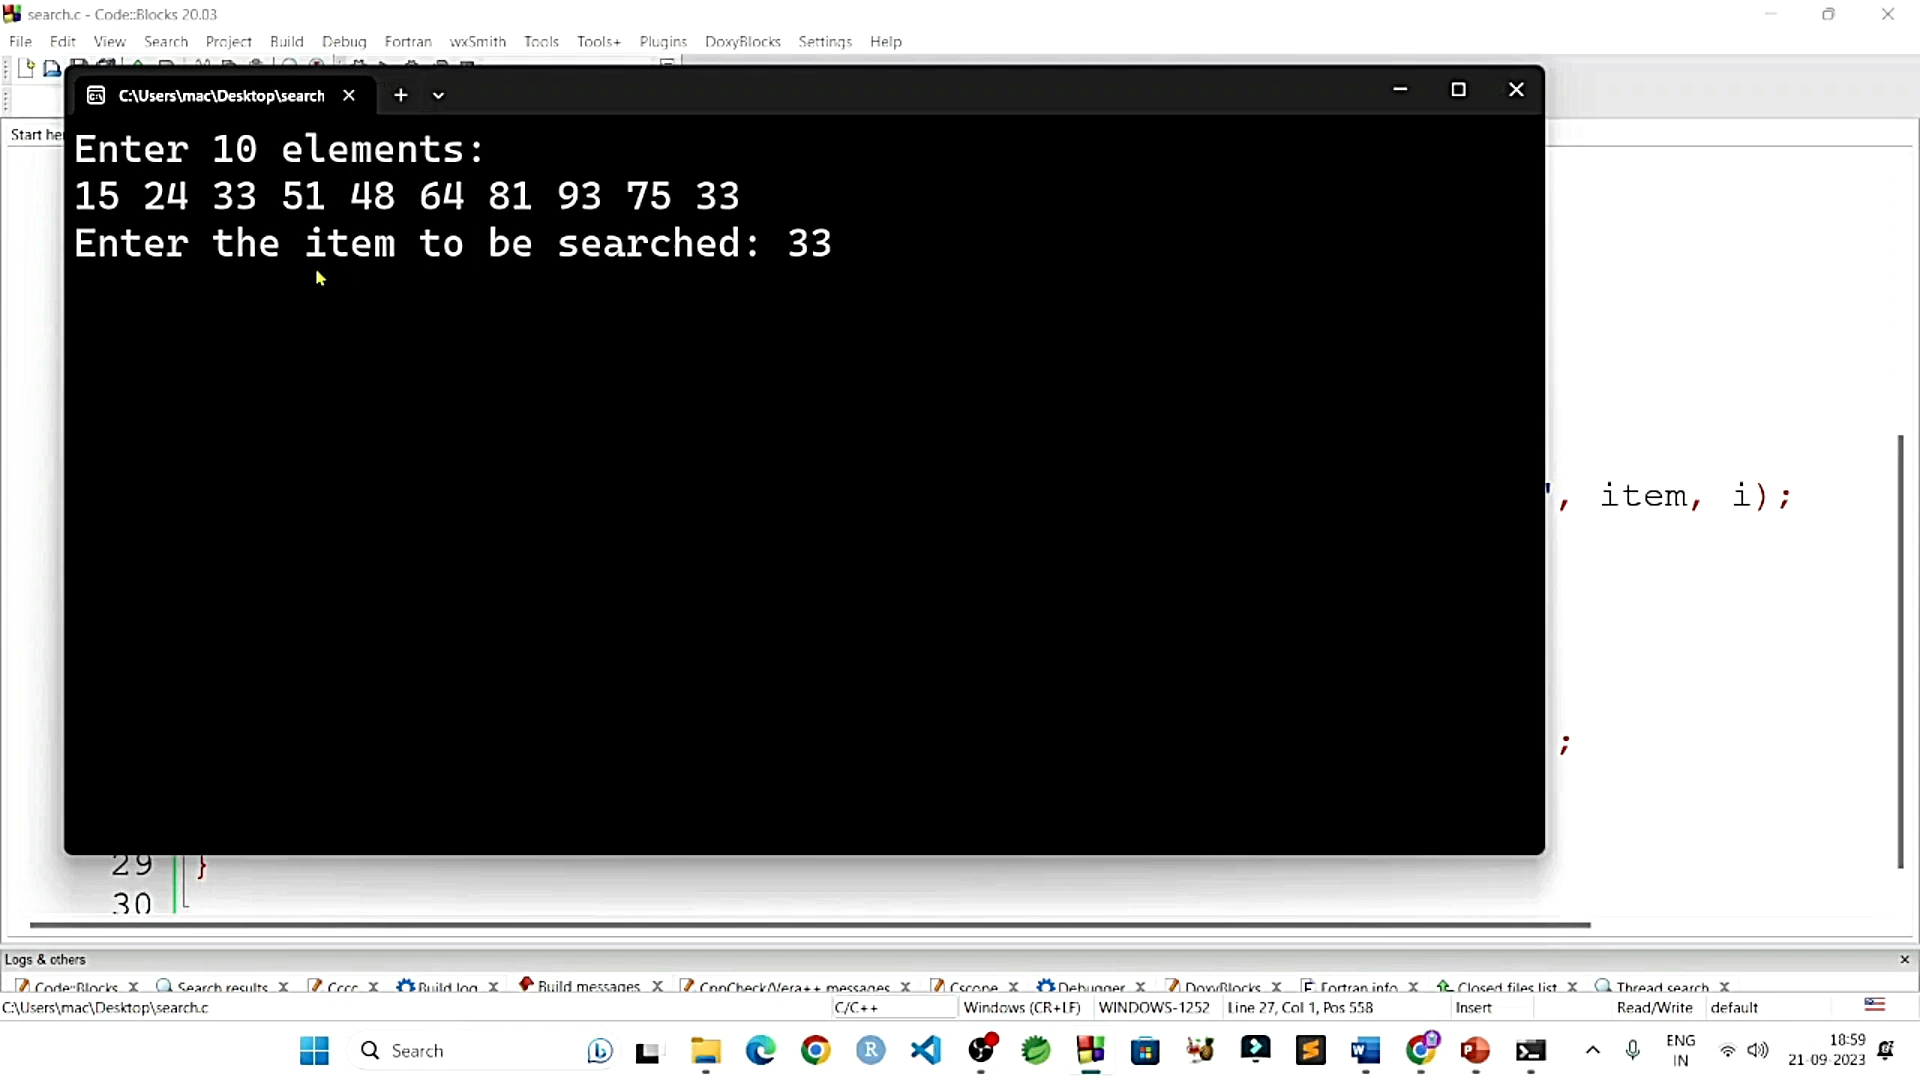 search.c - Code::Blocks 20.03
File Edit View Search Project Build Debug Fortran wxSmith Tools Tools+ Plugins DoxyBlocks Settings Help
C:\Users\mac\Desktop\search
Start he
Enter 10 elements:
15 24 33 51 48 64 81 93 75 33
Enter the item to be searched: 33
, item, i);
;
29 }
30
Logs & others
Code::Blocks Search results Cccc Build log Build messages CppCheck/Vera++ messages Cscope Debugger DoxyBlocks Fortran info Closed files list Thread search
C:\Users\mac\Desktop\search.c C/C++ Windows (CR+LF) WINDOWS-1252 Line 27, Col 1, Pos 558 Insert Read/Write default
Search
ENG
IN
18:59
21-09-2023